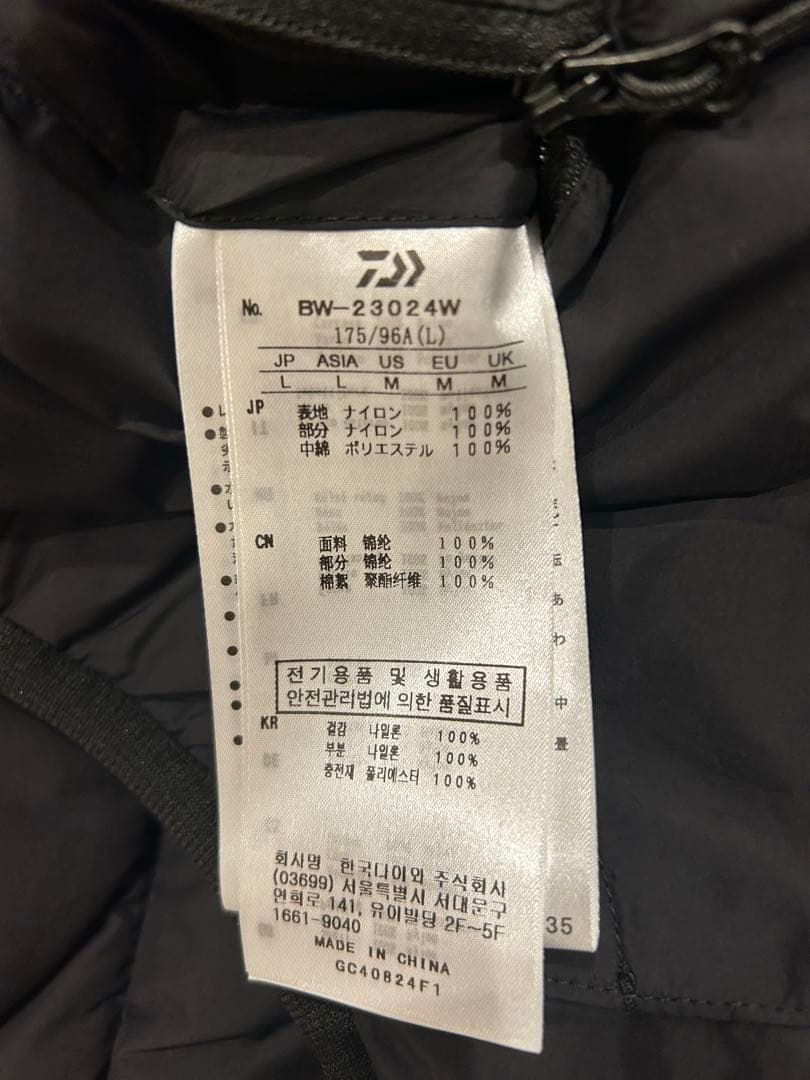 No. BW-23024W
175/96A(L)
JP ASIA US EU UK
L L M M M
JP 表地 ナイロン 100%
部分 ナイロン 100%
中綿 ポリエステル 100%
CN 面料 锦纶 100%
部分 锦纶 100%
棉絮 聚酯纤维 100%
전기용품 및 생활용품
안전관리법에 의한 품질표시
KR 겉감 나일론 100%
부분 나일론 100%
충전재 폴리에스터 100%
회사명 한국다이와 주식회사
(03699) 서울특별시 서대문구
연희로 141, 유이빌딩 2F~5F
1661-9040
MADE IN CHINA
GC40824F1
あ
わ
中
畳
35